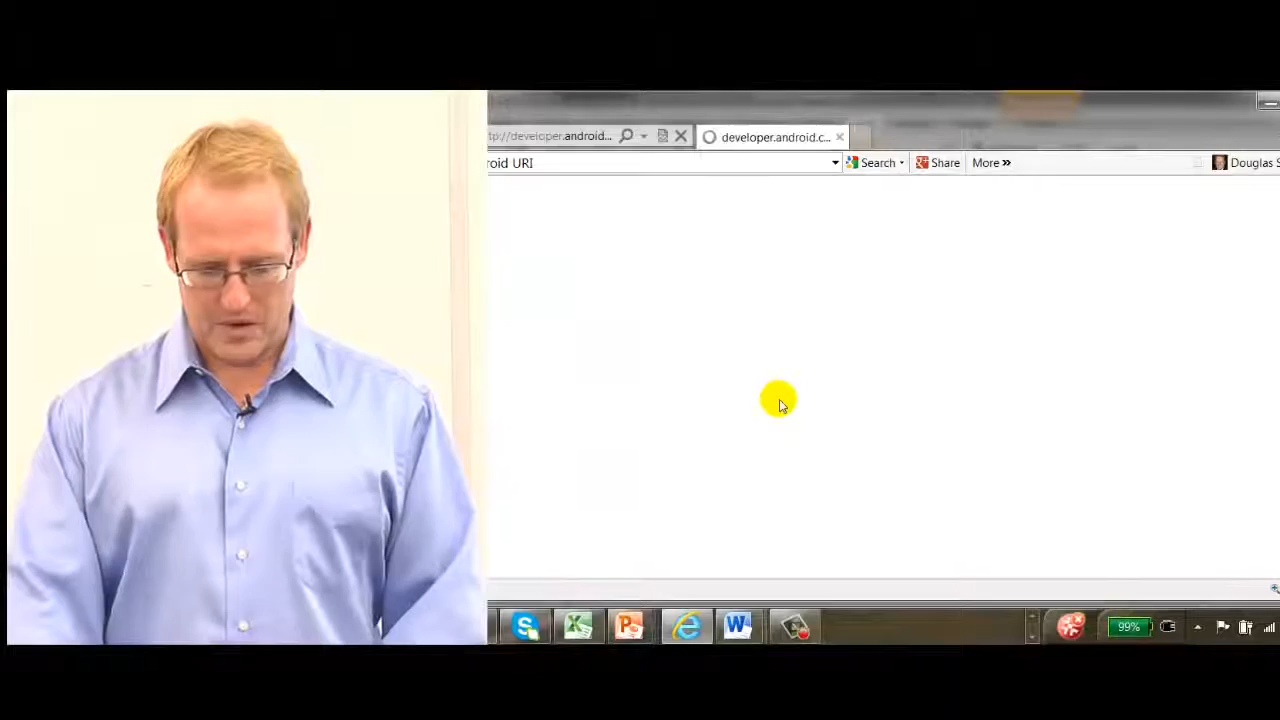 tp://developer.android... developer.android.c...
roid URI Search Share More » Douglas S
99%